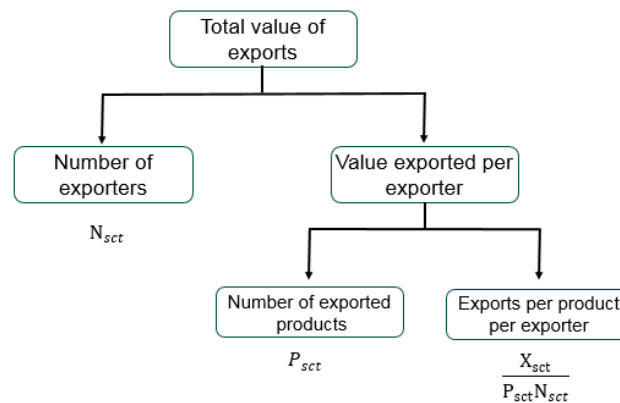 Total value of
exports
Number of
exporters
Value exported per
exporter
N_sct
Number of exported
products
Exports per product
per exporter
P_sct
X_sct
P_sct N_sct